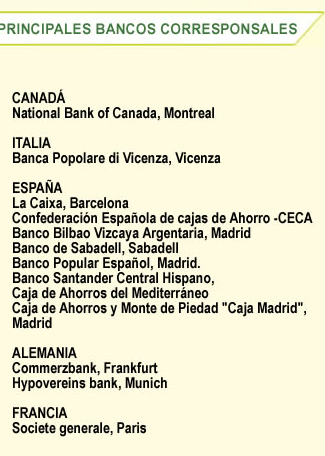 PRINCIPALES BANCOS CORRESPONSALES
CANADÁ
National Bank of Canada, Montreal
ITALIA
Banca Popolare di Vicenza, Vicenza
ESPAÑA
La Caixa, Barcelona
Confederación Española de cajas de Ahorro -CECA
Banco Bilbao Vizcaya Argentaria, Madrid
Banco de Sabadell, Sabadell
Banco Popular Español, Madrid.
Banco Santander Central Hispano,
Caja de Ahorros del Mediterráneo
Caja de Ahorros y Monte de Piedad "Caja Madrid",
Madrid
ALEMANIA
Commerzbank, Frankfurt
Hypovereins bank, Munich
FRANCIA
Societe generale, Paris